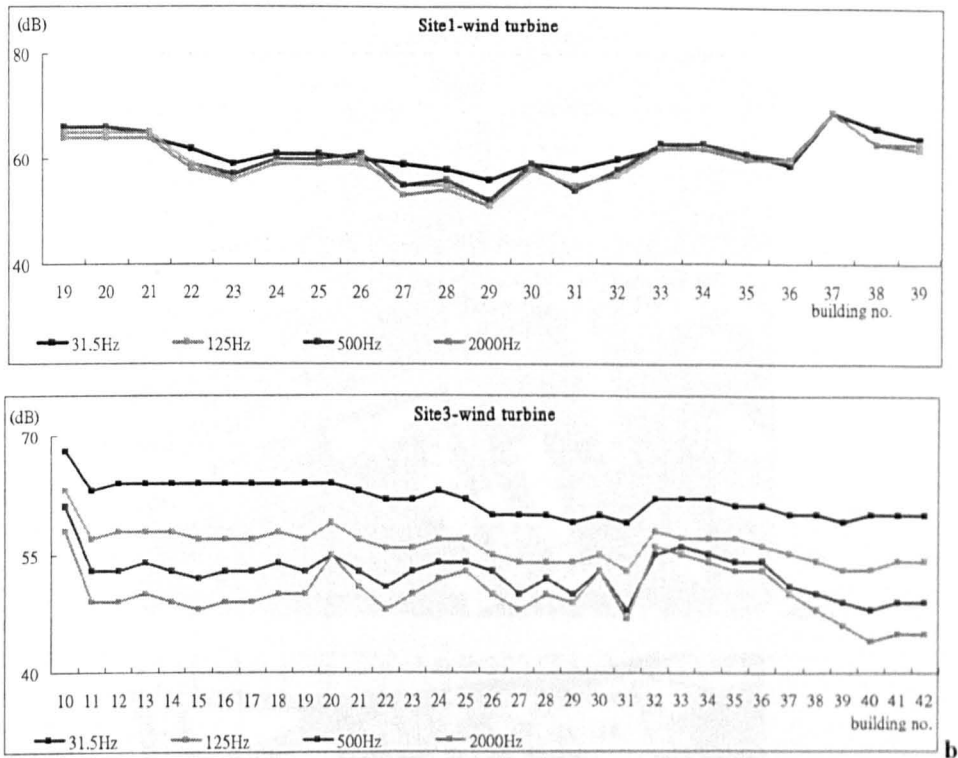 (dB)
Site1-wind turbine
80
60
40
19 20 21 22 23 24 25 26 27 28 29 30 31 32 33 34 35 36 37 38 39
building no.
31.5Hz 125Hz 500Hz 2000Hz
(dB)
Site3-wind turbine
70
55
40
10 11 12 13 14 15 16 17 18 19 20 21 22 23 24 25 26 27 28 29 30 31 32 33 34 35 36 37 38 39 40 41 42
building no.
31.5Hz 125Hz 500Hz 2000Hz
b